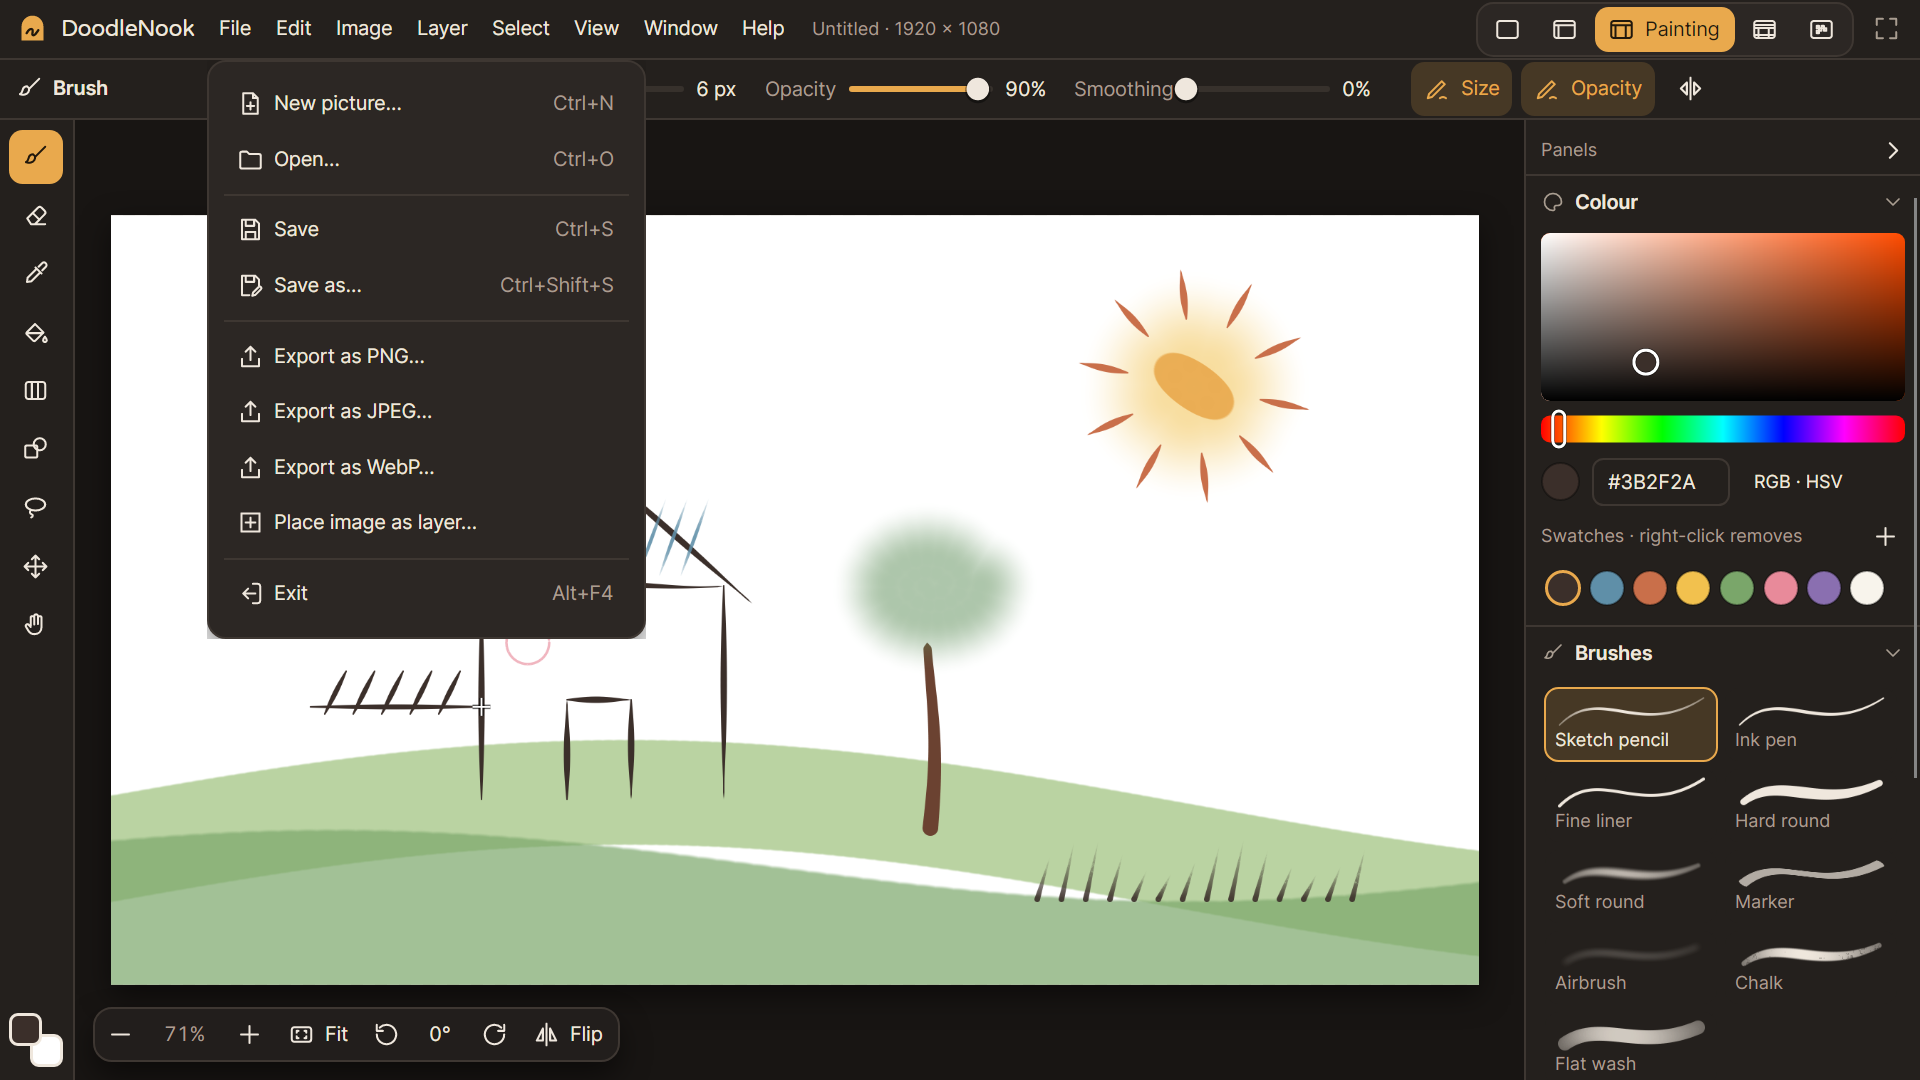 DoodleNook File Edit Image Layer Select View Window Help Untitled · 1920 × 1080 Painting
Brush 6 px Opacity 90% Smoothing 0% Size Opacity
New picture... Ctrl+N
Open... Ctrl+O
Save Ctrl+S
Save as... Ctrl+Shift+S
Export as PNG...
Export as JPEG...
Export as WebP...
Place image as layer...
Exit Alt+F4
71% Fit 0° Flip
Panels
Colour
#3B2F2A RGB · HSV
Swatches · right-click removes
Brushes
Sketch pencil Ink pen
Fine liner Hard round
Soft round Marker
Airbrush Chalk
Flat wash